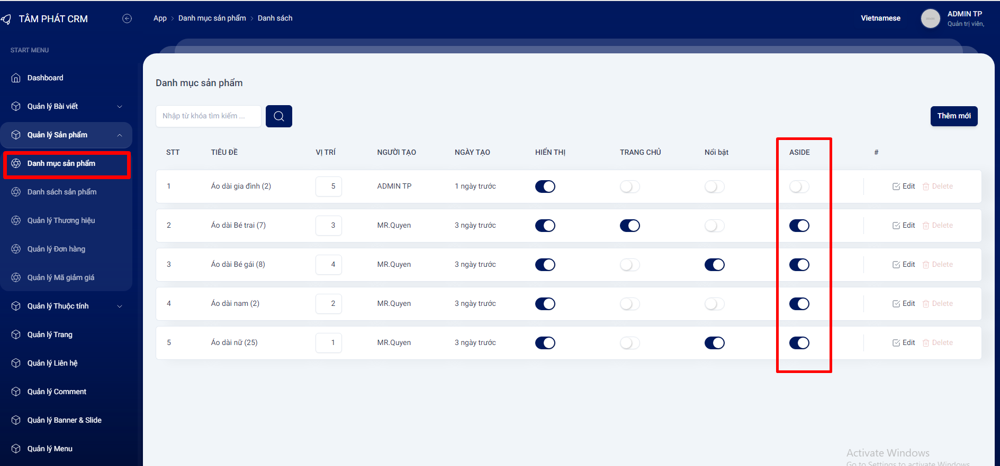 TÂM PHÁT CRM
App > Danh mục sản phẩm > Danh sách
Vietnamese
ADMIN TP
Quản trị viên,
START MENU
Dashboard
Quản lý Bài viết
Quản lý Sản phẩm
Danh mục sản phẩm
Danh sách sản phẩm
Quản lý Thương hiệu
Quản lý Đơn hàng
Quản lý Mã giảm giá
Quản lý Thuộc tính
Quản lý Trang
Quản lý Liên hệ
Quản lý Comment
Quản lý Banner & Slide
Quản lý Menu
Danh mục sản phẩm
Nhập từ khóa tìm kiếm ...
Thêm mới
STT TIÊU ĐỀ VỊ TRÍ NGƯỜI TẠO NGÀY TẠO HIỂN THỊ TRANG CHỦ Nổi bật ASIDE #
1 Áo dài gia đình (2) 5 ADMIN TP 1 ngày trước Edit Delete
2 Áo dài Bé trai (7) 3 MR.Quyen 3 ngày trước Edit Delete
3 Áo dài Bé gái (8) 4 MR.Quyen 3 ngày trước Edit Delete
4 Áo dài nam (2) 2 MR.Quyen 3 ngày trước Edit Delete
5 Áo dài nữ (25) 1 MR.Quyen 3 ngày trước Edit Delete
Activate Windows
Go to Settings to activate Windows.